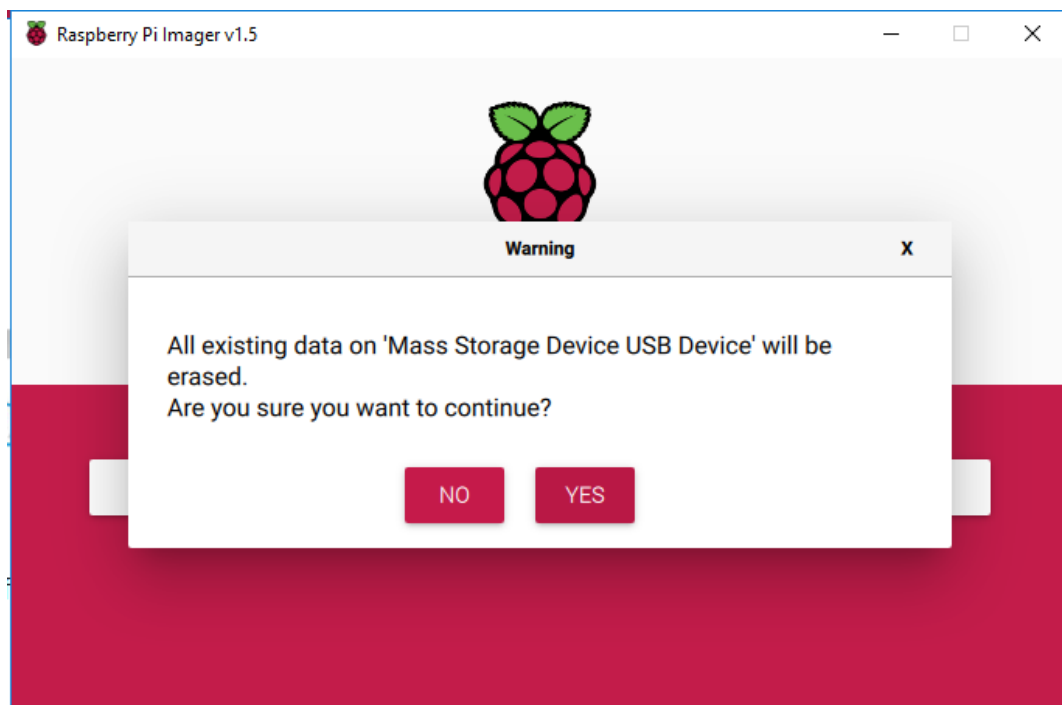 Raspberry Pi Imager v1.5
Warning
X
All existing data on 'Mass Storage Device USB Device' will be
erased.
Are you sure you want to continue?
NO
YES